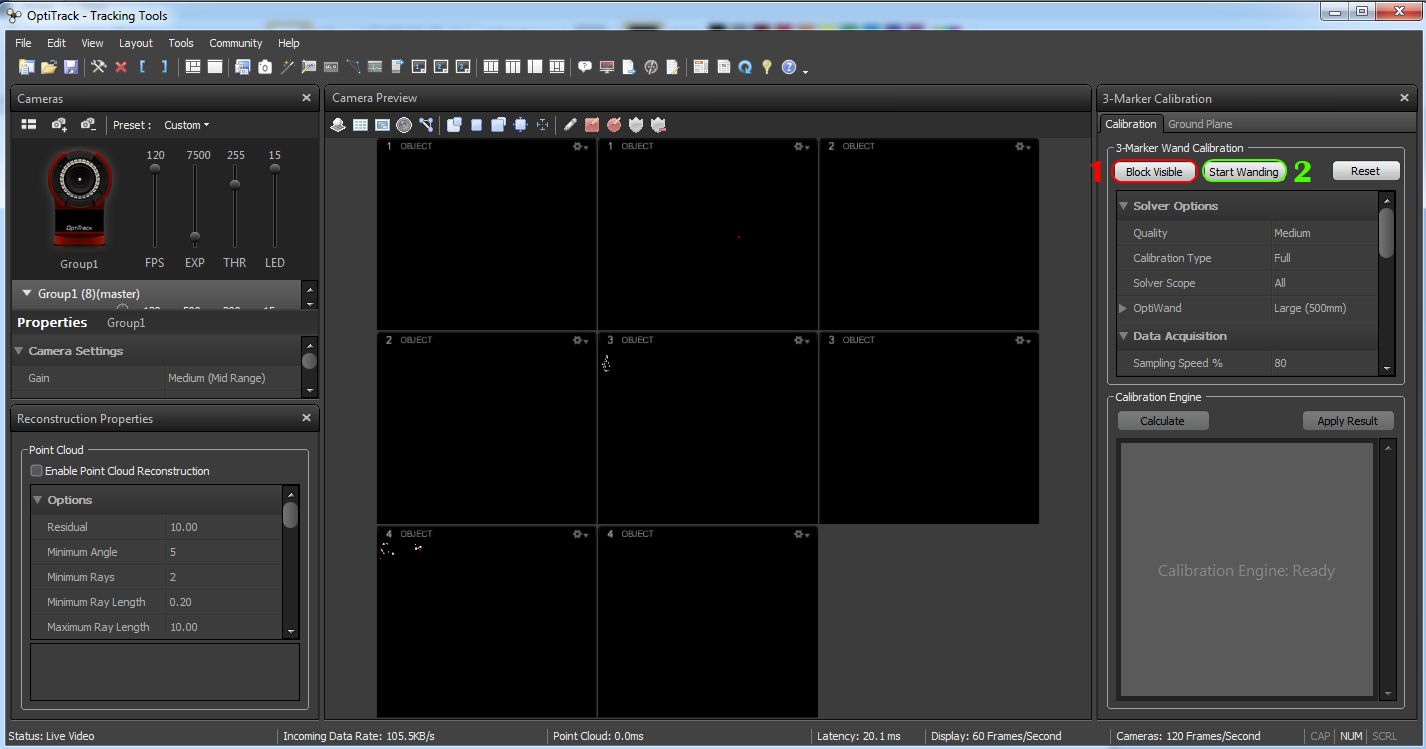 OptiTrack - Tracking Tools
File Edit View Layout Tools Community Help
Cameras
Preset : Custom
120 7500 255 15
OptiTrack
Group1
FPS EXP THR LED
Group1 (8)(master)
Properties Group1
Camera Settings
Gain Medium (Mid Range)
Reconstruction Properties
Point Cloud
Enable Point Cloud Reconstruction
Options
Residual 10.00
Minimum Angle 5
Minimum Rays 2
Minimum Ray Length 0.20
Maximum Ray Length 10.00
Camera Preview
1 OBJECT 1 OBJECT 2 OBJECT
2 OBJECT 3 OBJECT 3 OBJECT
4 OBJECT 4 OBJECT
3-Marker Calibration
Calibration Ground Plane
3-Marker Wand Calibration
1 Block Visible Start Wanding 2 Reset
Solver Options
Quality Medium
Calibration Type Full
Solver Scope All
OptiWand Large (500mm)
Data Acquisition
Sampling Speed % 80
Calibration Engine
Calculate Apply Result
Calibration Engine: Ready
Status: Live Video Incoming Data Rate: 105.5KB/s Point Cloud: 0.0ms Latency: 20.1 ms Display: 60 Frames/Second Cameras: 120 Frames/Second CAP NUM SCRL